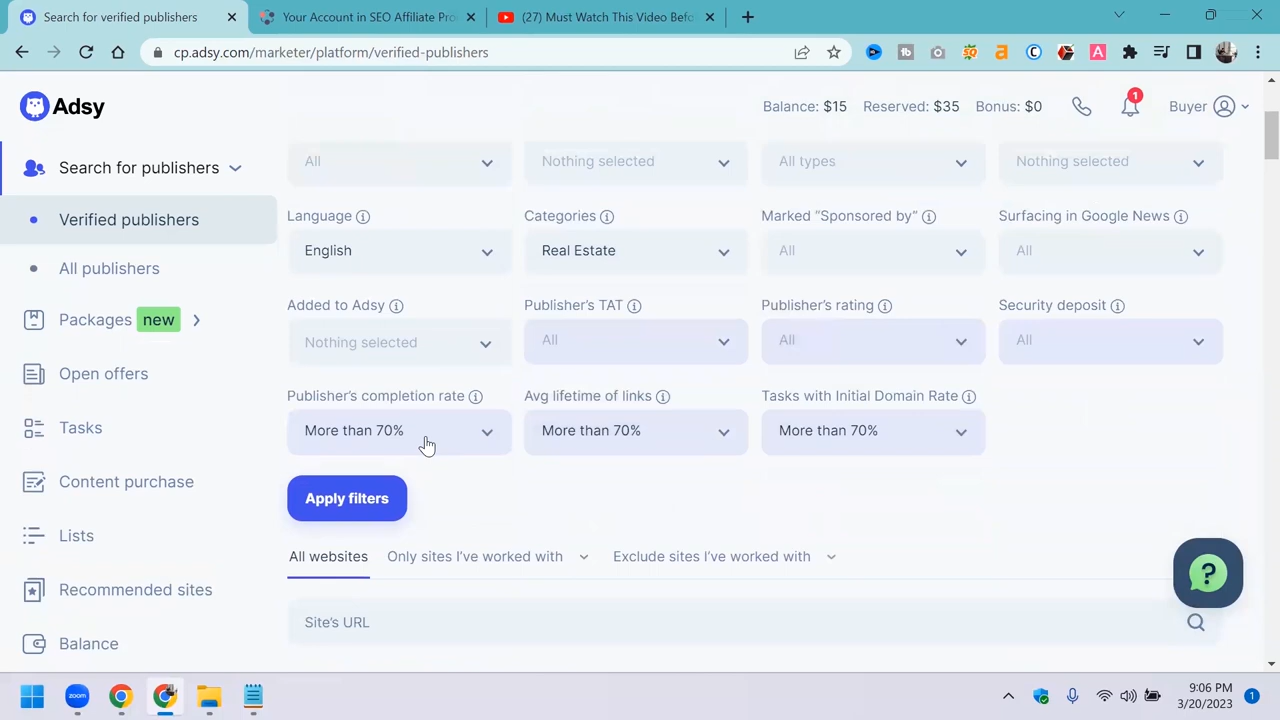 Search for verified publishers
Your Account in SEO Affiliate Pro
(27) Must Watch This Video Befo
cp.adsy.com/marketer/platform/verified-publishers
Adsy
Balance: $15 Reserved: $35 Bonus: $0
1
Buyer
Search for publishers
All
Nothing selected
All types
Nothing selected
Verified publishers
Language
Categories
Marked “Sponsored by”
Surfacing in Google News
English
Real Estate
All
All
All publishers
Added to Adsy
Publisher’s TAT
Publisher’s rating
Security deposit
Packages new
Nothing selected
All
All
All
Open offers
Publisher’s completion rate
Avg lifetime of links
Tasks with Initial Domain Rate
Tasks
More than 70%
More than 70%
More than 70%
Content purchase
Apply filters
Lists
All websites
Only sites I’ve worked with
Exclude sites I’ve worked with
Recommended sites
Site’s URL
?
Balance
zoom
9:06 PM
3/20/2023
1